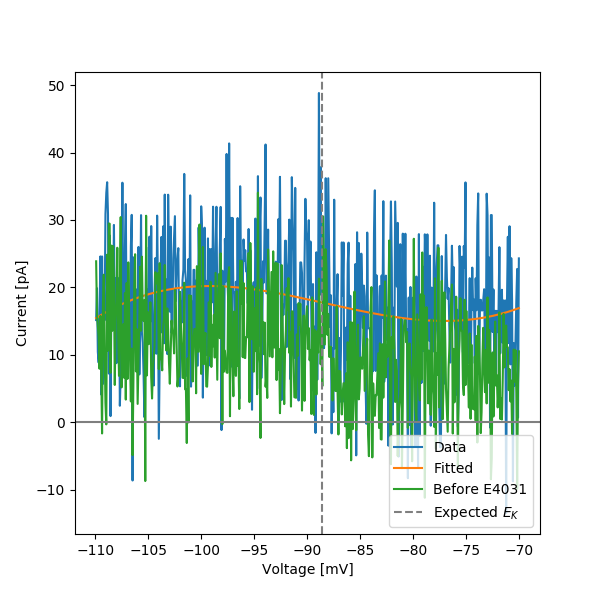 50
40
30
20
10
0
−10
Current [pA]
Data
Fitted
Before E4031
Expected E_K
−110
−105
−100
−95
−90
−85
−80
−75
−70
Voltage [mV]